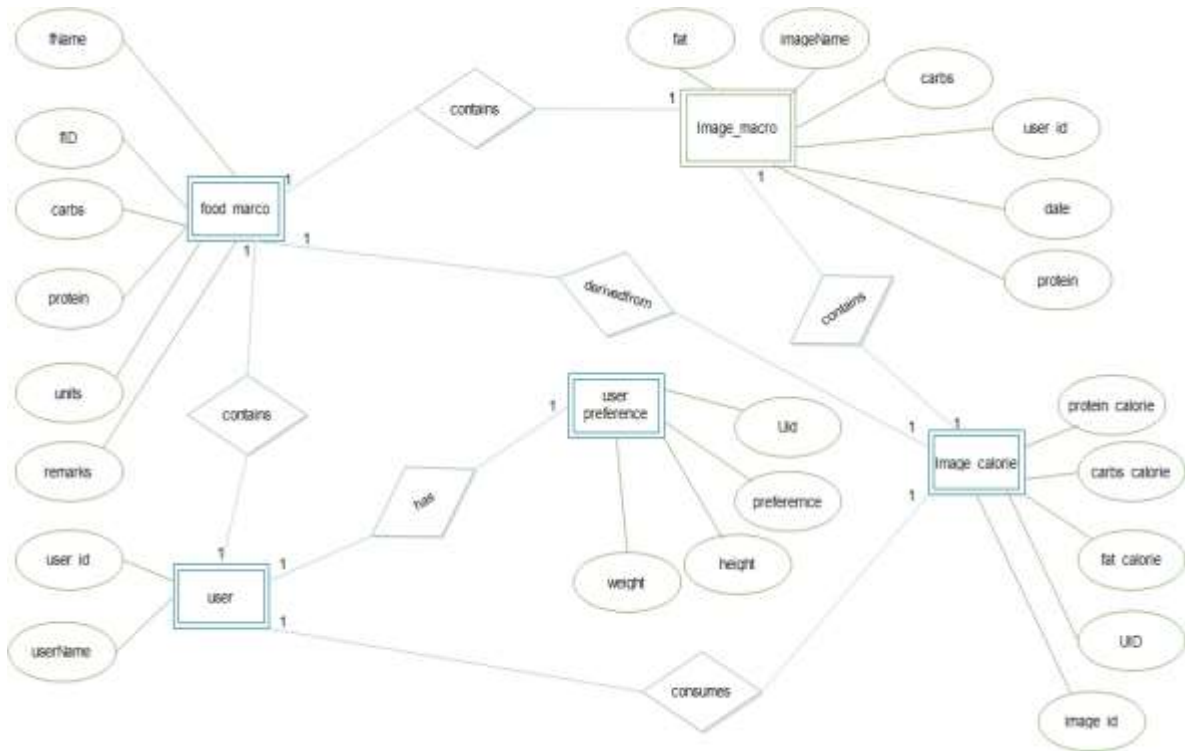 fName
fat
imageName
carbs
contains
1
Image_macro
user id
fID
1
1
food marco
carbs
date
1
1
derivedfrom
contains
protein
protein
units
contains
1
user
preference
Uid
1
1
Image calorie
protein calorie
carbs calorie
remarks
has
preferemnce
1
user id
1
1
weight
height
fat calorie
user
1
userName
UID
consumes
image id